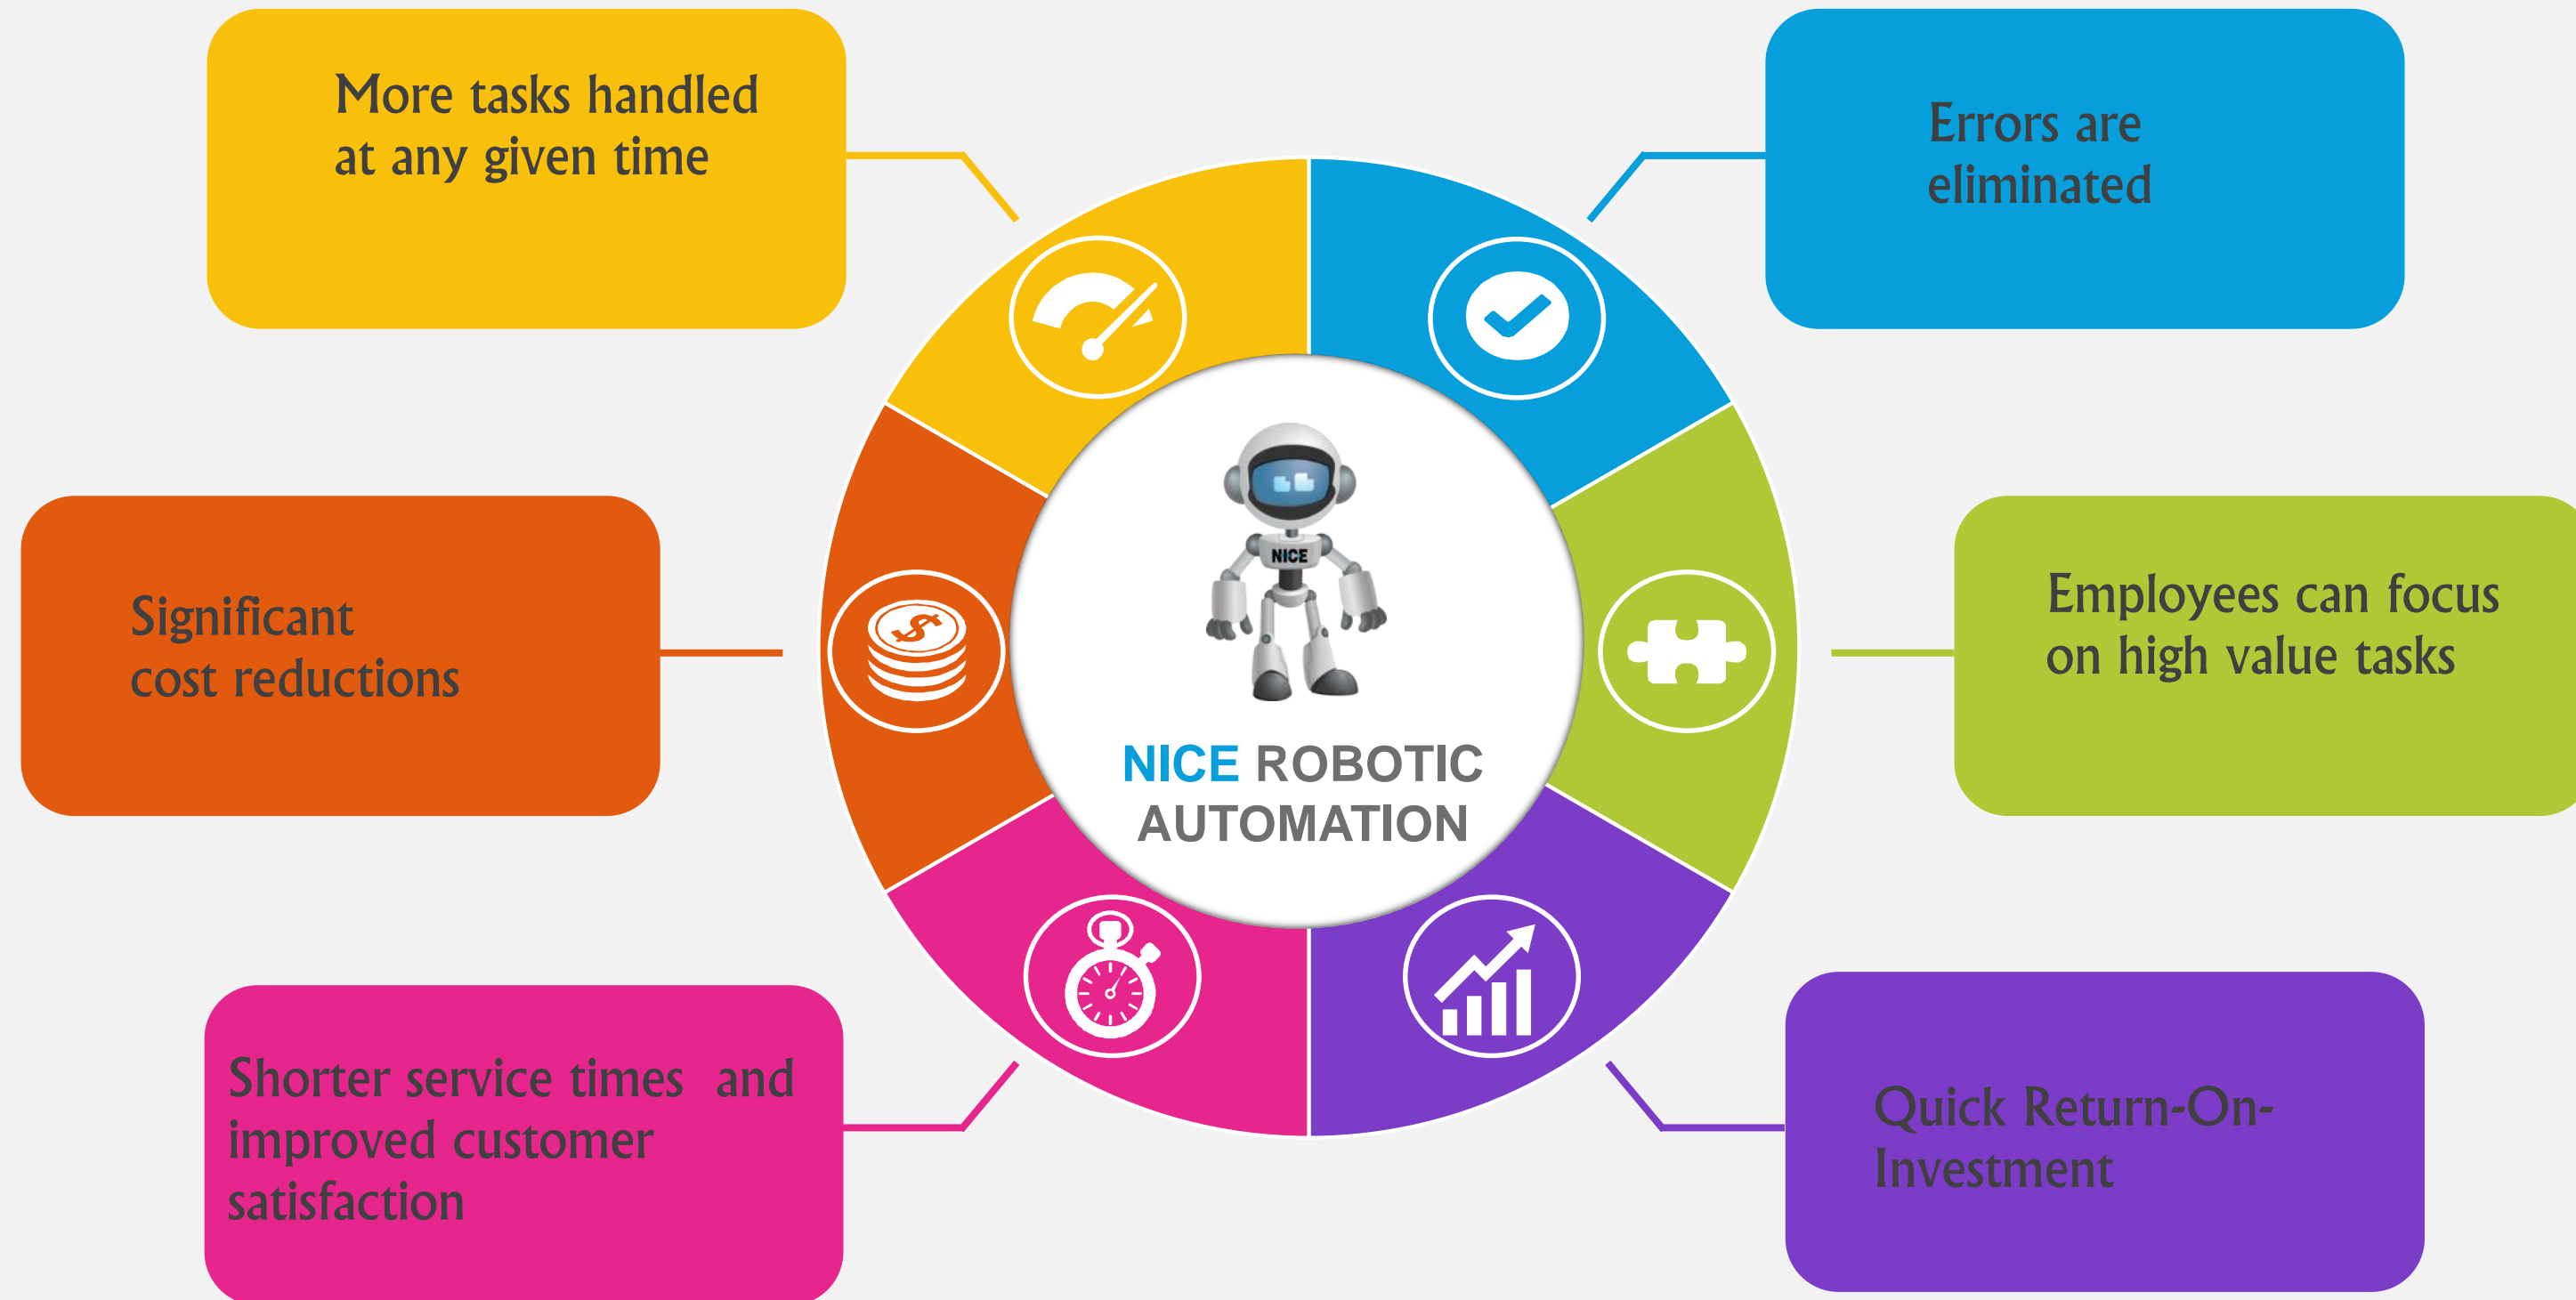 More tasks handled
at any given time
Errors are
eliminated
Significant
cost reductions
NICE
NICE ROBOTIC
AUTOMATION
Employees can focus
on high value tasks
Shorter service times  and
improved customer
satisfaction
Quick Return-On-
Investment